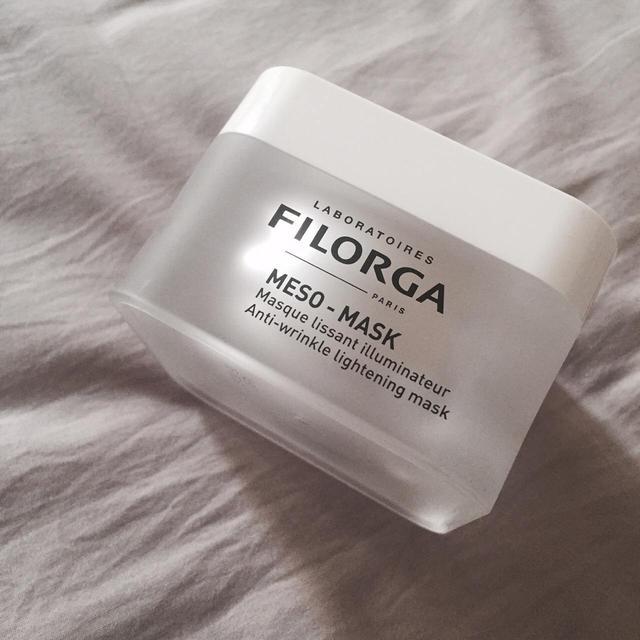 LABORATOIRES
FILORGA
PARIS
MESO - MASK
Masque lissant illuminateur
Anti-wrinkle lightening mask